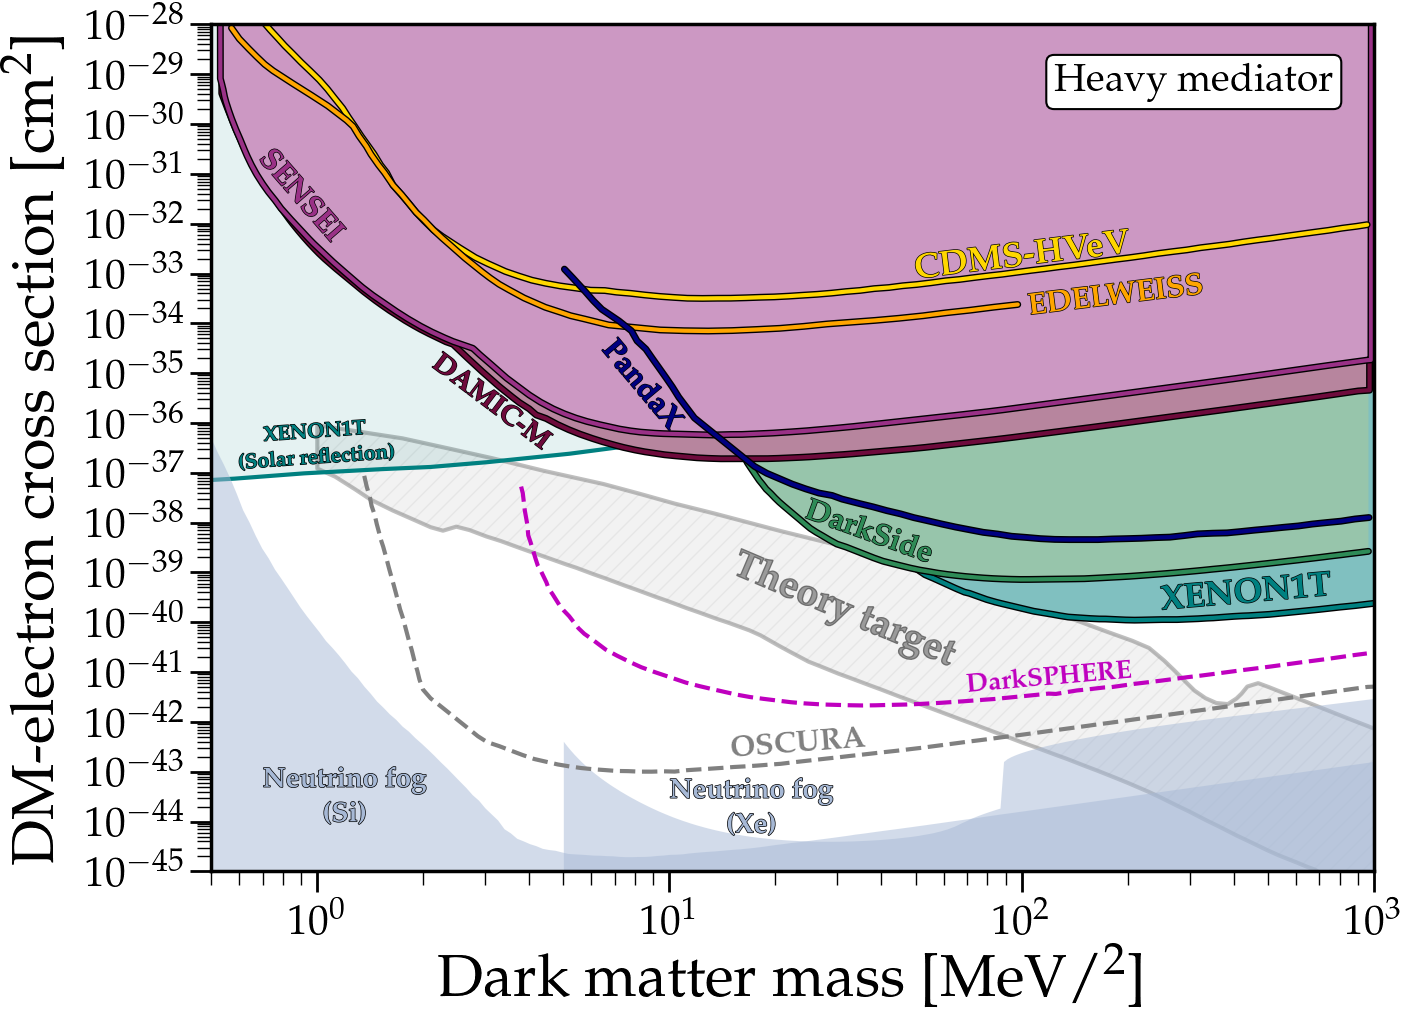 10⁻²⁸
10⁻²⁹
10⁻³⁰
10⁻³¹
10⁻³²
10⁻³³
10⁻³⁴
10⁻³⁵
10⁻³⁶
10⁻³⁷
10⁻³⁸
10⁻³⁹
10⁻⁴⁰
10⁻⁴¹
10⁻⁴²
10⁻⁴³
10⁻⁴⁴
10⁻⁴⁵
DM-electron cross section [cm²]
Heavy mediator
SENSEI
CDMS-HVeV
EDELWEISS
PandaX
DAMIC-M
XENON1T
(Solar reflection)
DarkSide
XENON1T
Theory target
DarkSPHERE
OSCURA
Neutrino fog
(Si)
Neutrino fog
(Xe)
10⁰
10¹
10²
10³
Dark matter mass [MeV/²]